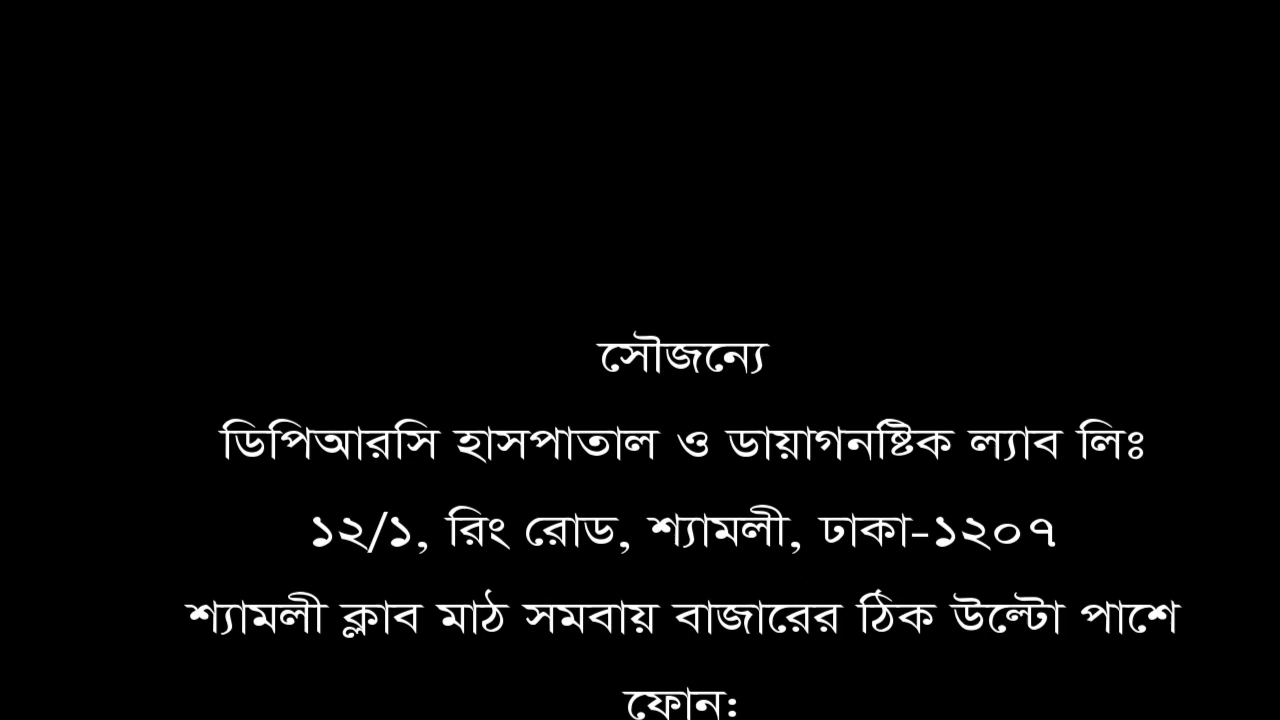 সৌজন্যে
ডিপিআরসি হাসপাতাল ও ডায়াগনষ্টিক ল্যাব লিঃ
১২/১, রিং রোড, শ্যামলী, ঢাকা-১২০৭
শ্যামলী ক্লাব মাঠ সমবায় বাজারের ঠিক উল্টো পাশে
ফোন: